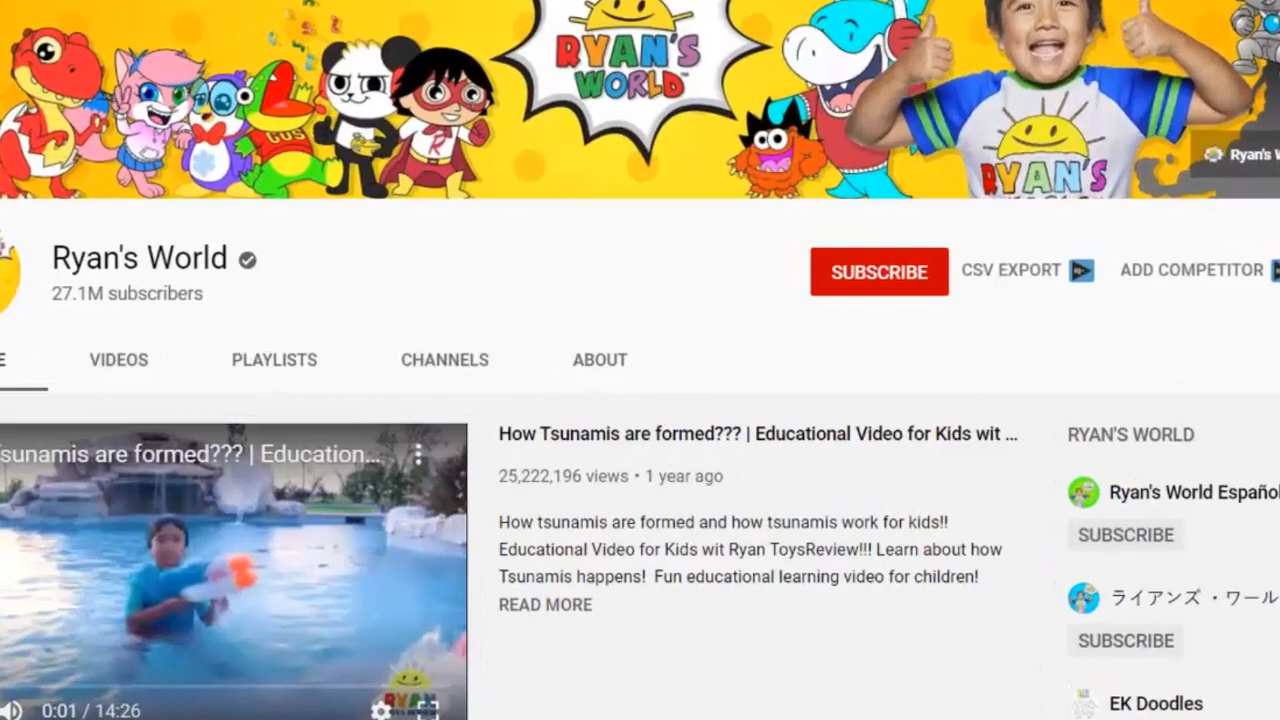 RYAN'S
WORLD™
GUS
R
RYAN'S
Ryan's W
Ryan's World
27.1M subscribers
SUBSCRIBE
CSV EXPORT
ADD COMPETITOR
E
VIDEOS
PLAYLISTS
CHANNELS
ABOUT
sunamis are formed??? | Education...
How Tsunamis are formed??? | Educational Video for Kids wit ...
25,222,196 views • 1 year ago
How tsunamis are formed and how tsunamis work for kids!!
Educational Video for Kids wit Ryan ToysReview!!! Learn about how
Tsunamis happens! Fun educational learning video for children!
READ MORE
0:01 / 14:26
RYAN
RYAN'S WORLD
Ryan's World Español
SUBSCRIBE
ライアンズ ・ ワール
SUBSCRIBE
EK Doodles